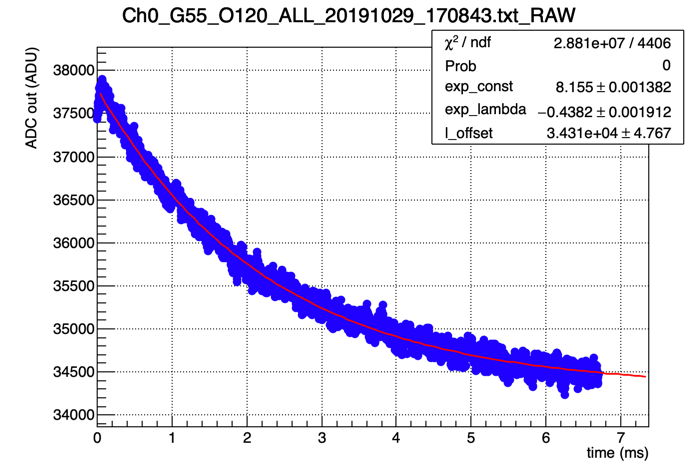 Ch0_G55_O120_ALL_20191029_170843.txt_RAW
χ² / ndf 2.881e+07 / 4406
Prob 0
exp_const 8.155 ± 0.001382
exp_lambda −0.4382 ± 0.001912
l_offset 3.431e+04 ± 4.767
ADC out (ADU)
38000
37500
37000
36500
36000
35500
35000
34500
34000
0 1 2 3 4 5 6 7
time (ms)